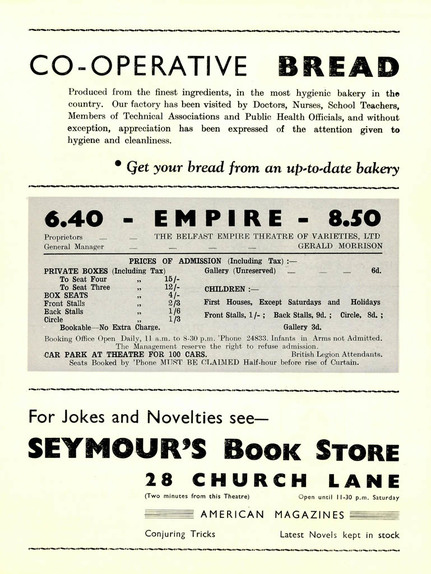 CO-OPERATIVE BREAD
Produced from the finest ingredients, in the most hygienic bakery in the
country. Our factory has been visited by Doctors, Nurses, School Teachers,
Members of Technical Associations and Public Health Officials, and without
exception, appreciation has been expressed of the attention given to
hygiene and cleanliness.
• Get your bread from an up-to-date bakery
6.40 - EMPIRE - 8.50
Proprietors — — THE BELFAST EMPIRE THEATRE OF VARIETIES, LTD
General Manager — — — — — GERALD MORRISON
PRICES OF ADMISSION (Including Tax) :—
PRIVATE BOXES (Including Tax)
To Seat Four ,, 15/-
To Seat Three ,, 12/-
BOX SEATS ,, 4/-
Front Stalls ,, 2/3
Back Stalls ,, 1/6
Circle ,, 1/3
Bookable—No Extra Charge.
Gallery (Unreserved) — — — 6d.
CHILDREN :—
First Houses, Except Saturdays and Holidays
Front Stalls, 1/- ; Back Stalls, 9d. ; Circle, 8d. ;
Gallery 3d.
Booking Office Open Daily, 11 a.m. to 8-30 p.m. 'Phone 24833. Infants in Arms not Admitted.
The Management reserve the right to refuse admission.
CAR PARK AT THEATRE FOR 100 CARS. British Legion Attendants.
Seats Booked by 'Phone MUST BE CLAIMED Half-hour before rise of Curtain.
For Jokes and Novelties see—
SEYMOUR'S BOOK STORE
28 CHURCH LANE
(Two minutes from this Theatre) Open until 11-30 p.m. Saturday
AMERICAN MAGAZINES
Conjuring Tricks Latest Novels kept in stock